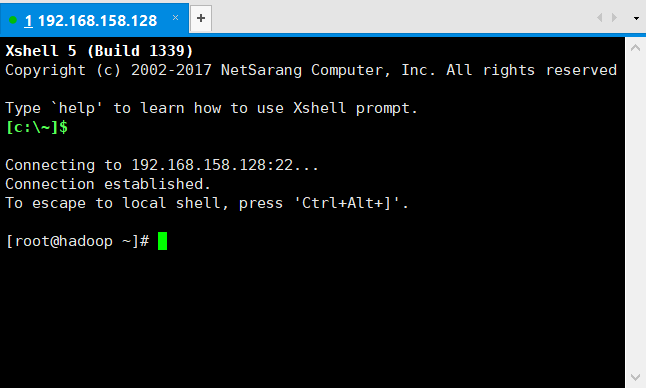 1 192.168.158.128
Xshell 5 (Build 1339)
Copyright (c) 2002-2017 NetSarang Computer, Inc. All rights reserved
Type `help' to learn how to use Xshell prompt.
[c:\~]$
Connecting to 192.168.158.128:22...
Connection established.
To escape to local shell, press 'Ctrl+Alt+]'.
[root@hadoop ~]#